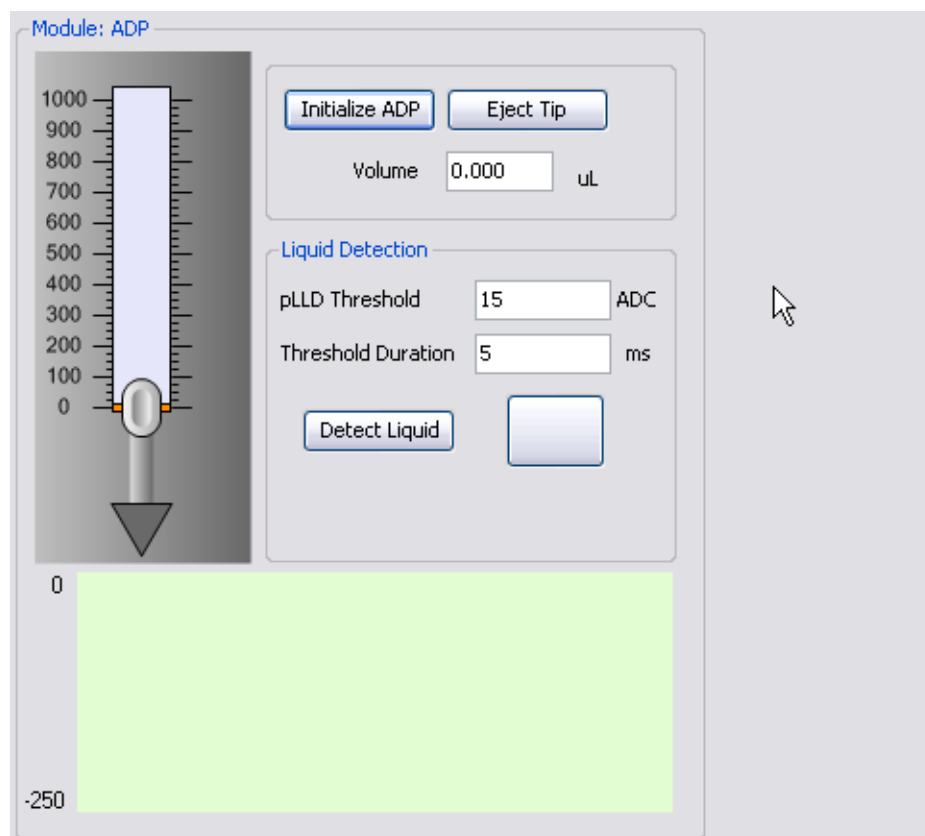 Module: ADP
1000
900
800
700
600
500
400
300
200
100
0
Initialize ADP Eject Tip
Volume 0.000 uL
Liquid Detection
pLLD Threshold 15 ADC
Threshold Duration 5 ms
Detect Liquid
0
-250